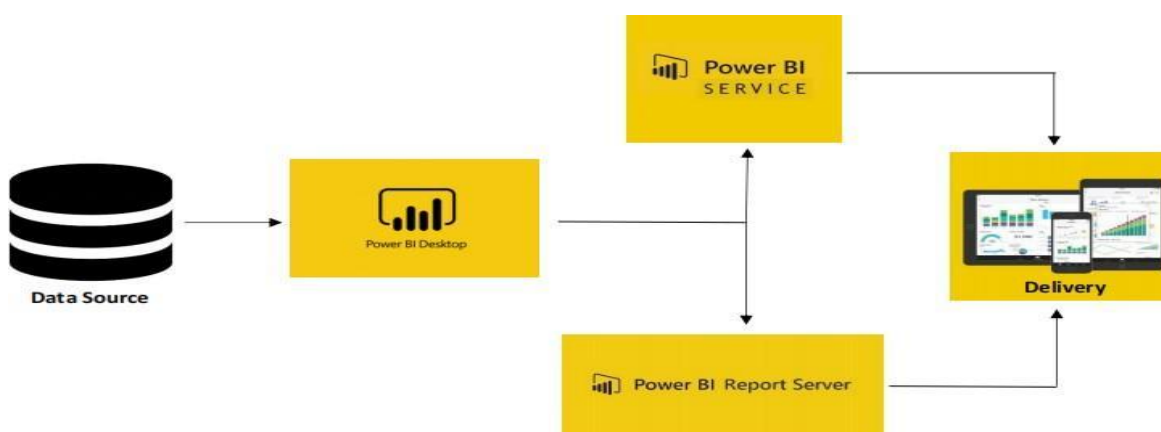 Power BI
SERVICE
Power BI Desktop
Data Source
Delivery
Power BI Report Server